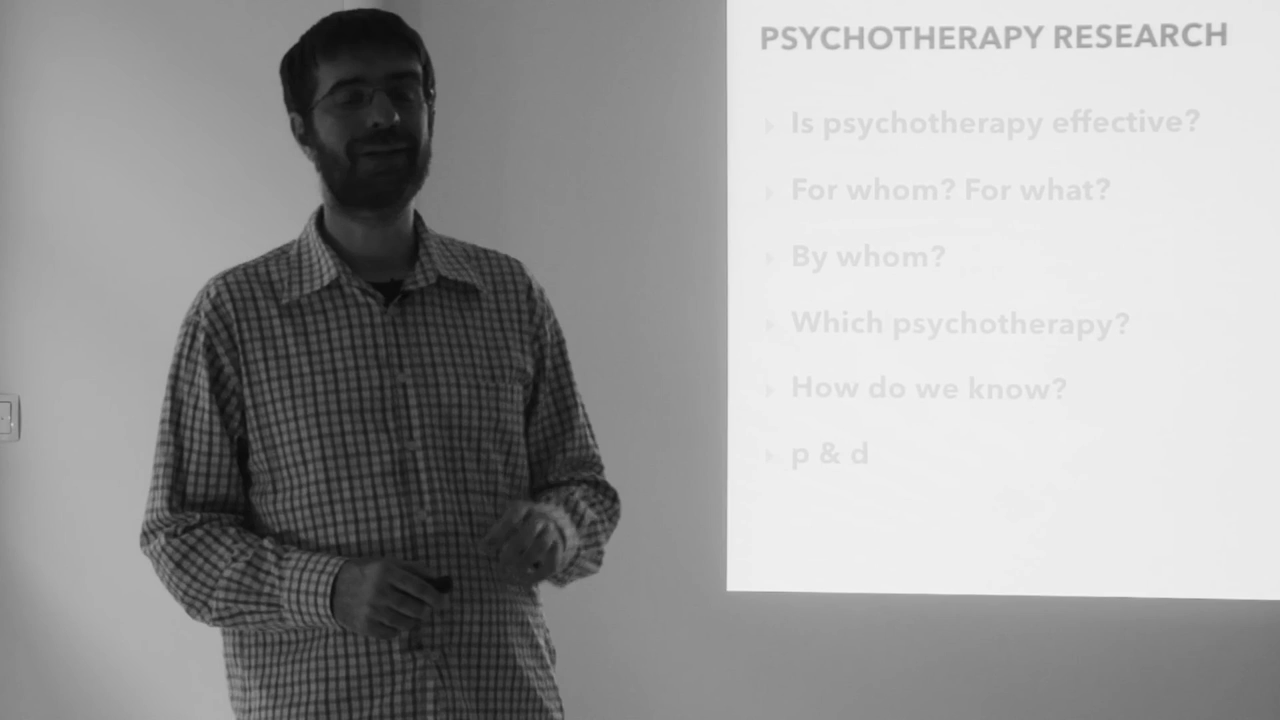 PSYCHOTHERAPY RESEARCH
Is psychotherapy effective?
For whom? For what?
By whom?
Which psychotherapy?
How do we know?
p & d